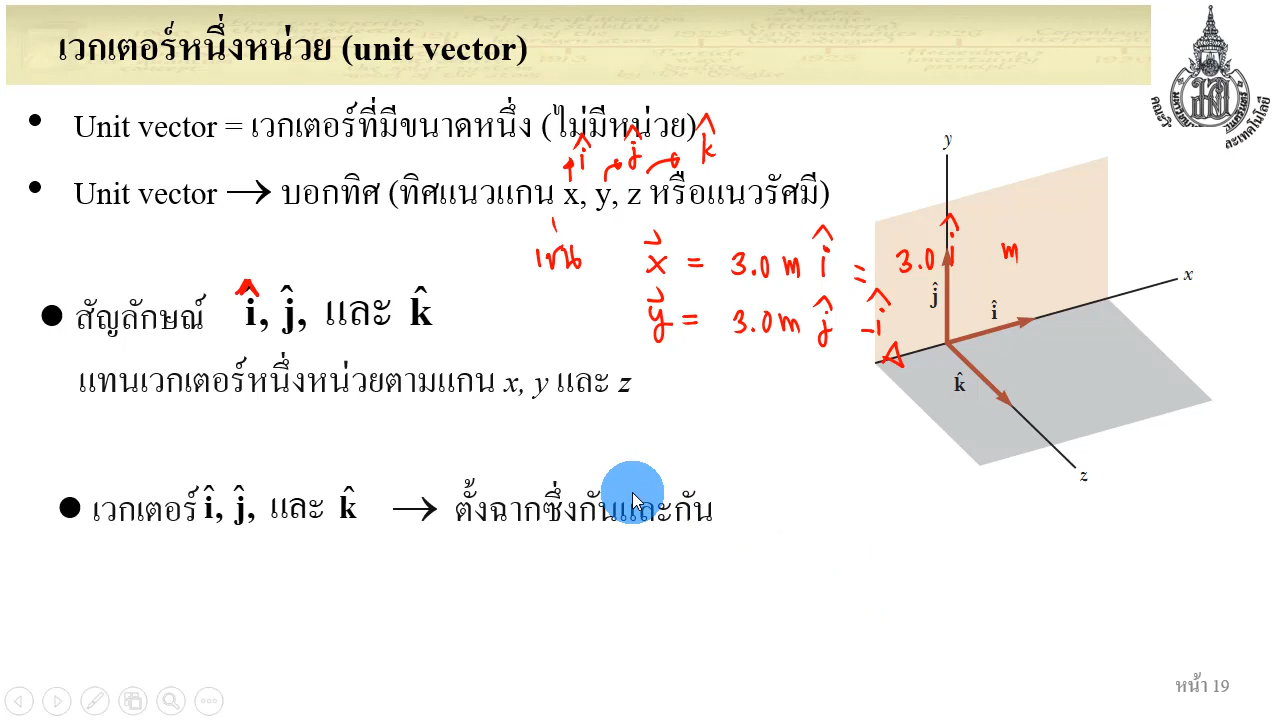 เวกเตอร์หนึ่งหน่วย (unit vector)
• Unit vector = เวกเตอร์ที่มีขนาดหนึ่ง (ไม่มีหน่วย)
î ĵ k̂
• Unit vector → บอกทิศ (ทิศแนวแกน x, y, z หรือแนวรัศมี)
เช่น x⃗ = 3.0 m î = 3.0 î m
y⃗ = 3.0 m ĵ
-î
● สัญลักษณ์ î, ĵ, และ k̂
แทนเวกเตอร์หนึ่งหน่วยตามแกน x, y และ z
● เวกเตอร์ î, ĵ, และ k̂ → ตั้งฉากซึ่งกันและกัน
y
x
ĵ
î
k̂
z
หน้า 19